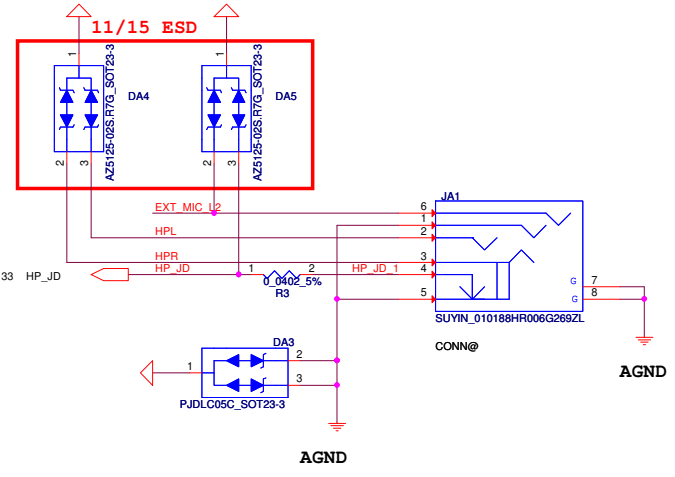 11/15 ESD
1
1
AZ5125-02S.R7G_SOT23-3
AZ5125-02S.R7G_SOT23-3
DA4
DA5
2
3
2
3
JA1
EXT_MIC_L2
6
1
HPL
2
HPR
3
33 HP_JD
HP_JD
1
2
HP_JD_1
4
0_0402_5%
R3
5
G
7
G
8
SUYIN_010188HR006G269ZL
CONN@
AGND
DA3
1
2
3
PJDLC05C_SOT23-3
AGND